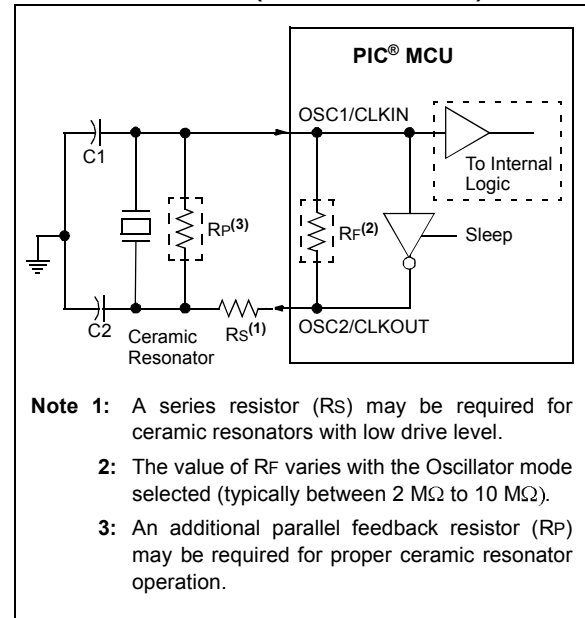 PIC® MCU
OSC1/CLKIN
C1
To Internal
Logic
RP(3)
RF(2)
Sleep
C2
Ceramic
Resonator
RS(1)
OSC2/CLKOUT
Note 1: A series resistor (RS) may be required for
ceramic resonators with low drive level.
2: The value of RF varies with the Oscillator mode
selected (typically between 2 MΩ to 10 MΩ).
3: An additional parallel feedback resistor (RP)
may be required for proper ceramic resonator
operation.